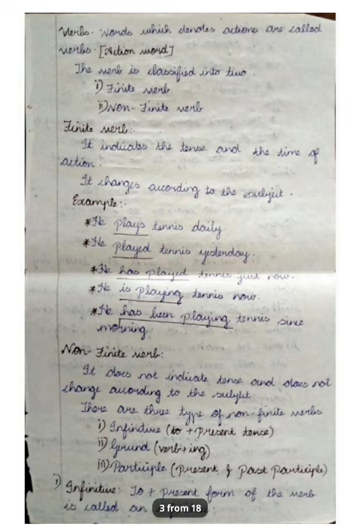 Verbs- Words which denotes actions are called
verbs- [Action word]
The verb is classified into two.
i) Finite verb
ii) Non- Finite verb
Finite verb:
It indicates the tense and the time of
action.
It changes according to the subject.
Example:-
*He plays tennis daily
*He played tennis yesterday.
*He has played tennis just now.
*He is playing tennis now.
*He has been playing tennis since
morning.
Non- Finite verb:
It does not indicate tense and does not
change according to the subject.
There are three type of non-finite verbs
i) Infinitive (to + present tense)
ii) Gerund (verb+ing)
iii) Participle (Present & Past Participle)
i) Infinitive: To + present form of the verb
is called an
3 from 18